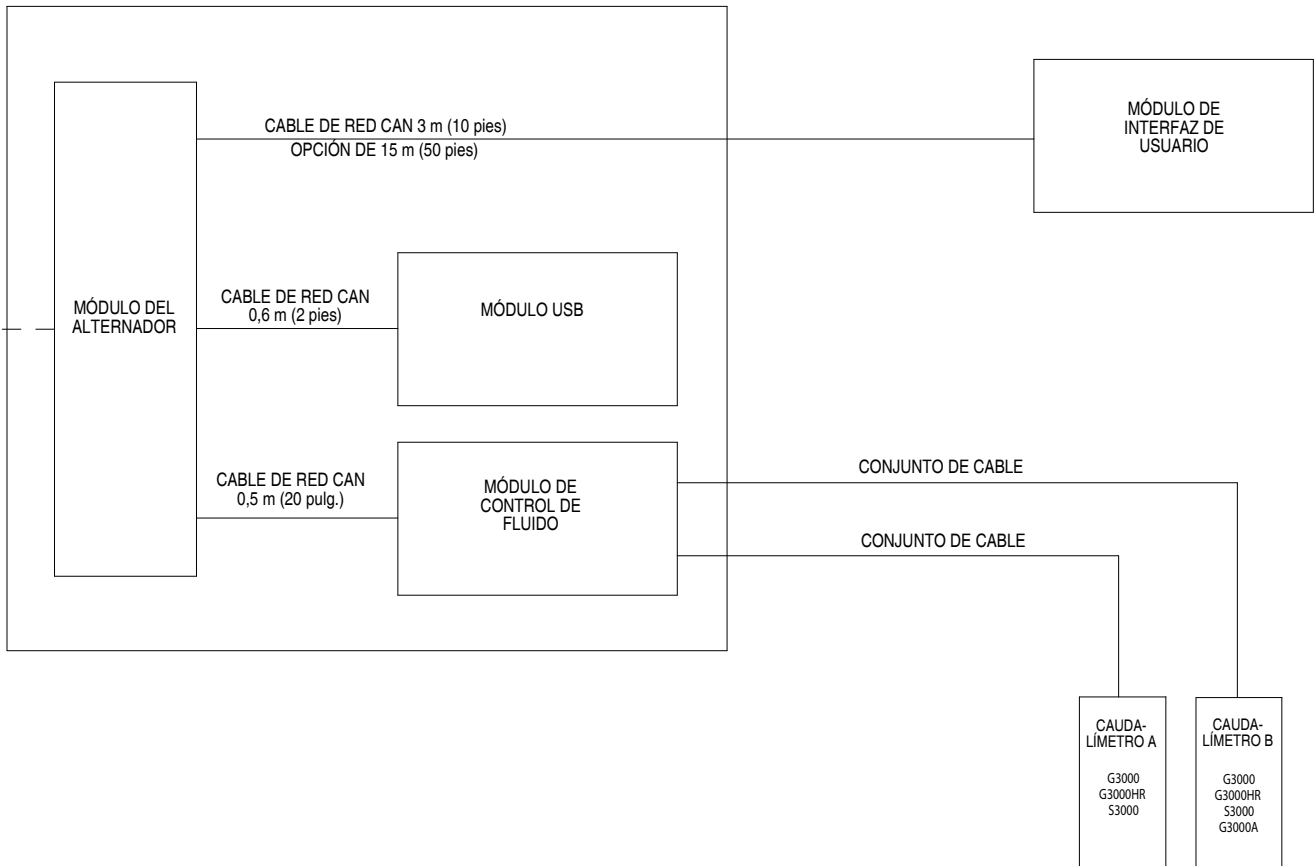 CABLE DE RED CAN 3 m (10 pies)
OPCIÓN DE 15 m (50 pies)
MÓDULO DE
INTERFAZ DE
USUARIO
MÓDULO DEL
ALTERNADOR
CABLE DE RED CAN
0,6 m (2 pies)
MÓDULO USB
CABLE DE RED CAN
0,5 m (20 pulg.)
MÓDULO DE
CONTROL DE
FLUIDO
CONJUNTO DE CABLE
CONJUNTO DE CABLE
CAUDA-
LÍMETRO A
G3000
G3000HR
S3000
CAUDA-
LÍMETRO B
G3000
G3000HR
S3000
G3000A